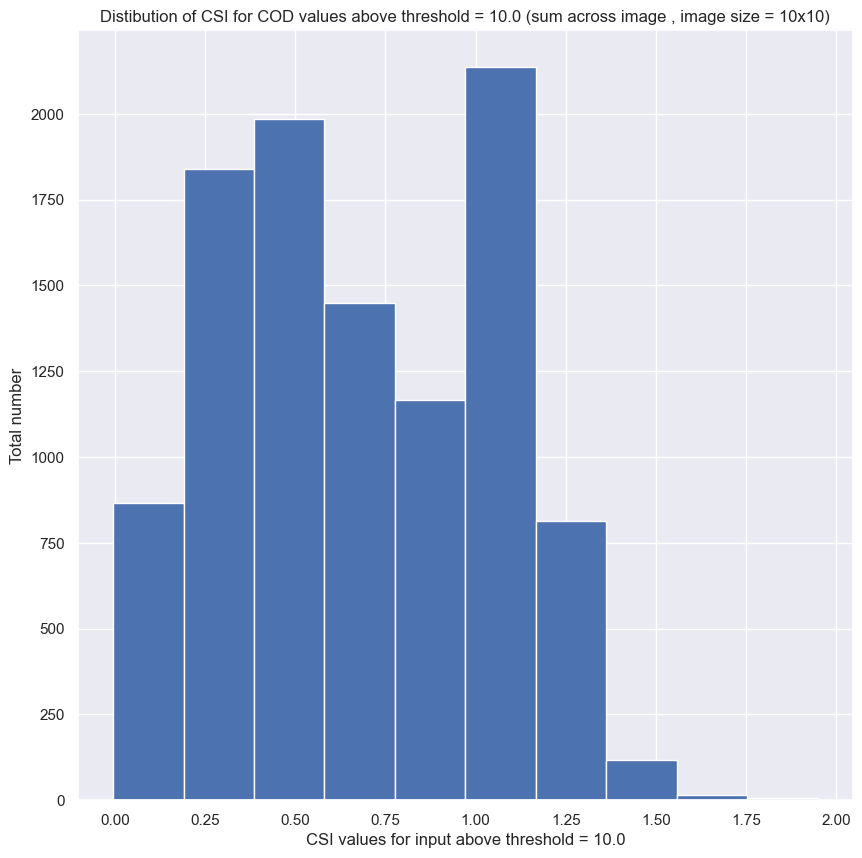 Distibution of CSI for COD values above threshold = 10.0 (sum across image , image size = 10x10)
2000
1750
1500
1250
1000
750
500
250
0
Total number
0.00 0.25 0.50 0.75 1.00 1.25 1.50 1.75 2.00
CSI values for input above threshold = 10.0